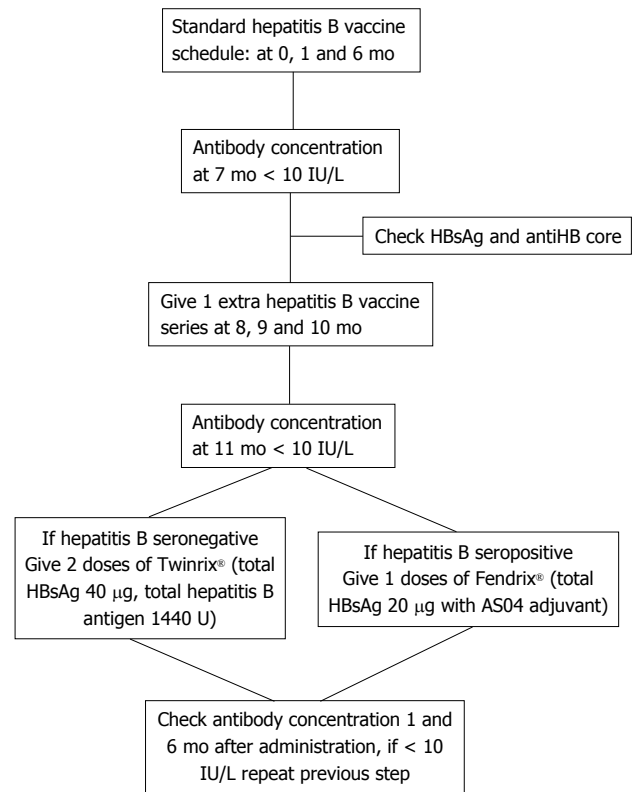 Standard hepatitis B vaccine
schedule: at 0, 1 and 6 mo
Antibody concentration
at 7 mo < 10 IU/L
Check HBsAg and antiHB core
Give 1 extra hepatitis B vaccine
series at 8, 9 and 10 mo
Antibody concentration
at 11 mo < 10 IU/L
If hepatitis B seronegative
Give 2 doses of Twinrix® (total
HBsAg 40 μg, total hepatitis B
antigen 1440 U)
If hepatitis B seropositive
Give 1 doses of Fendrix® (total
HBsAg 20 μg with AS04 adjuvant)
Check antibody concentration 1 and
6 mo after administration, if < 10
IU/L repeat previous step